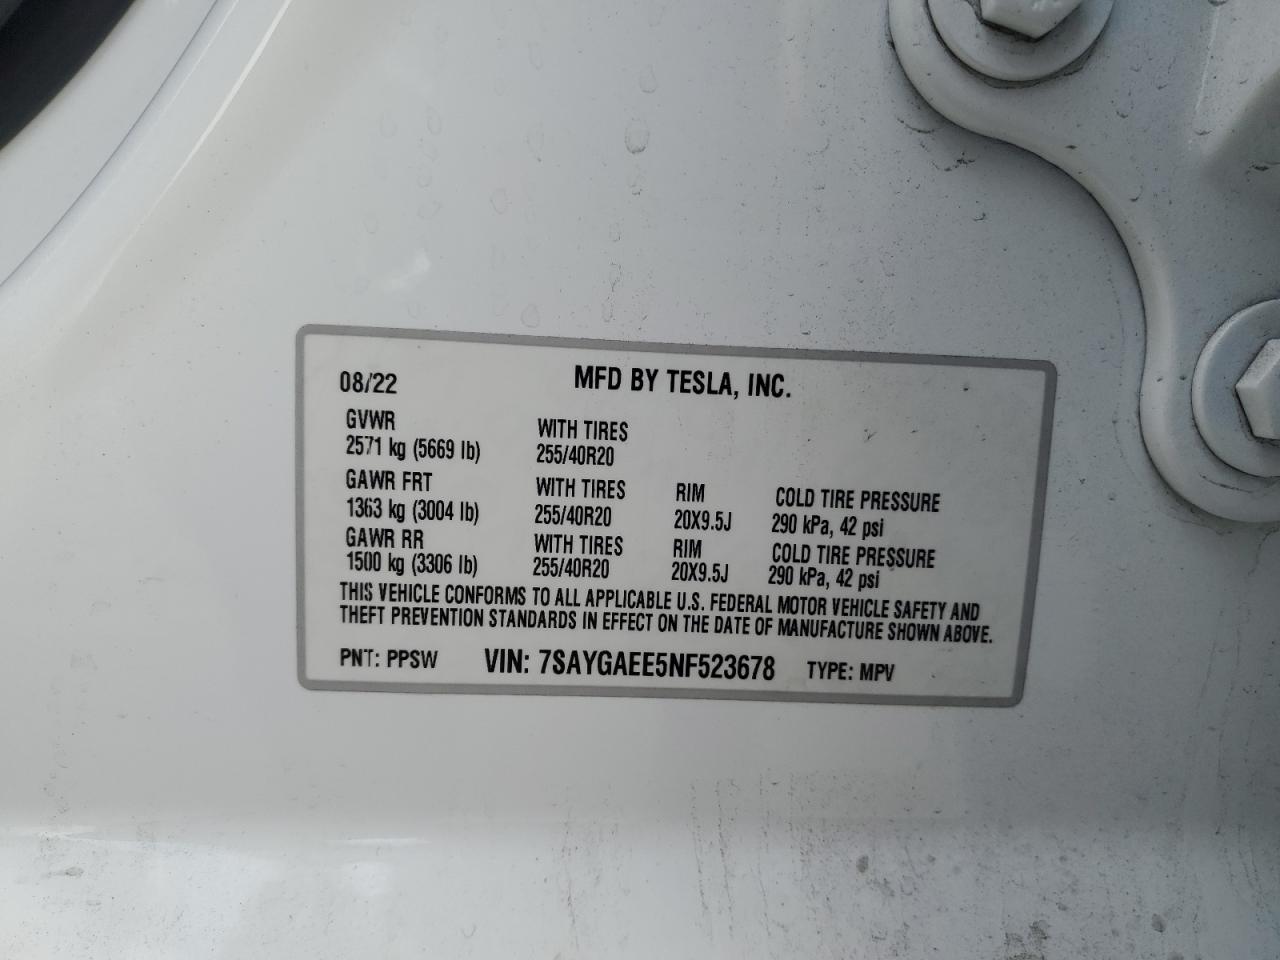 08/22 MFD BY TESLA, INC.
GVWR WITH TIRES
2571 kg (5669 lb) 255/40R20
GAWR FRT WITH TIRES RIM COLD TIRE PRESSURE
1363 kg (3004 lb) 255/40R20 20X9.5J 290 kPa, 42 psi
GAWR RR WITH TIRES RIM COLD TIRE PRESSURE
1500 kg (3306 lb) 255/40R20 20X9.5J 290 kPa, 42 psi
THIS VEHICLE CONFORMS TO ALL APPLICABLE U.S. FEDERAL MOTOR VEHICLE SAFETY AND
THEFT PREVENTION STANDARDS IN EFFECT ON THE DATE OF MANUFACTURE SHOWN ABOVE.
PNT: PPSW VIN: 7SAYGAEE5NF523678 TYPE: MPV